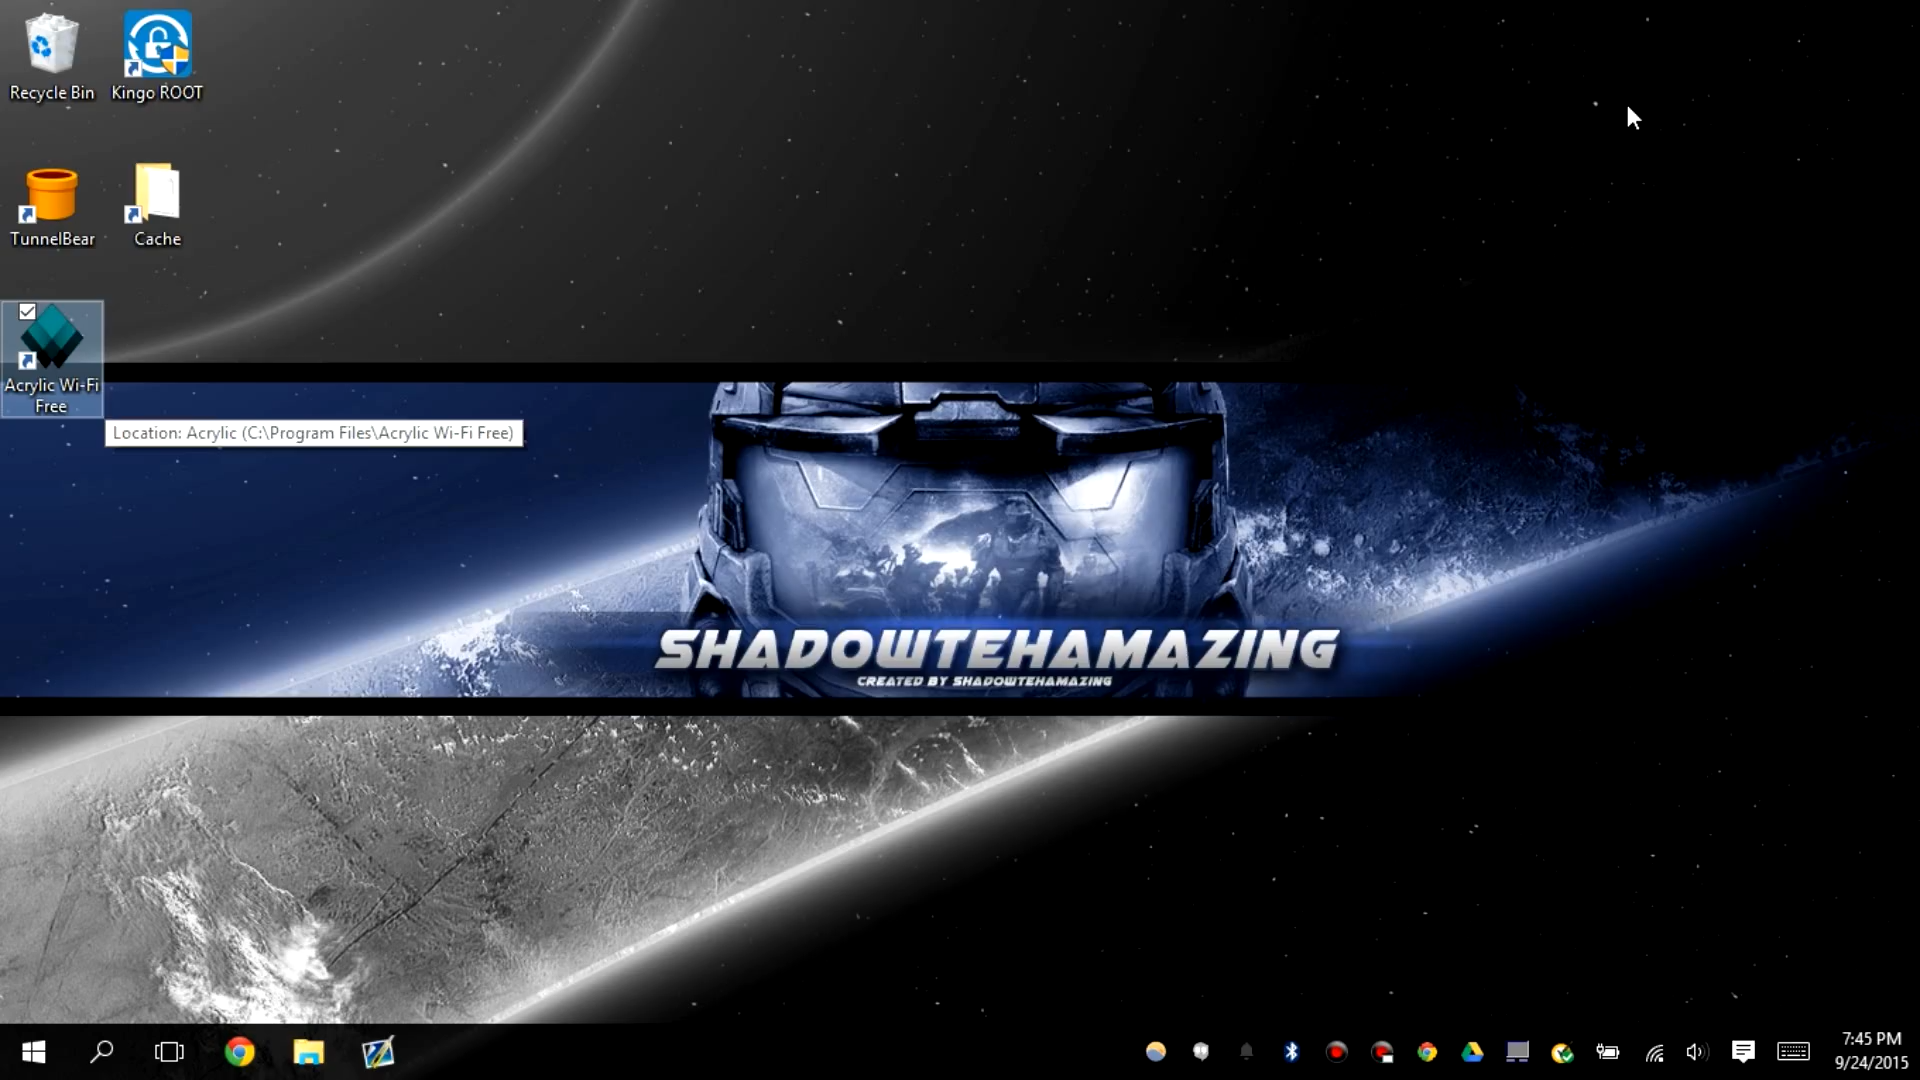 Recycle Bin
Kingo ROOT
TunnelBear
Cache
Acrylic Wi-Fi
Free
Location: Acrylic (C:\Program Files\Acrylic Wi-Fi Free)
SHADOWTEHAMAZING
CREATED BY SHADOWTEHAMAZING
7:45 PM
9/24/2015